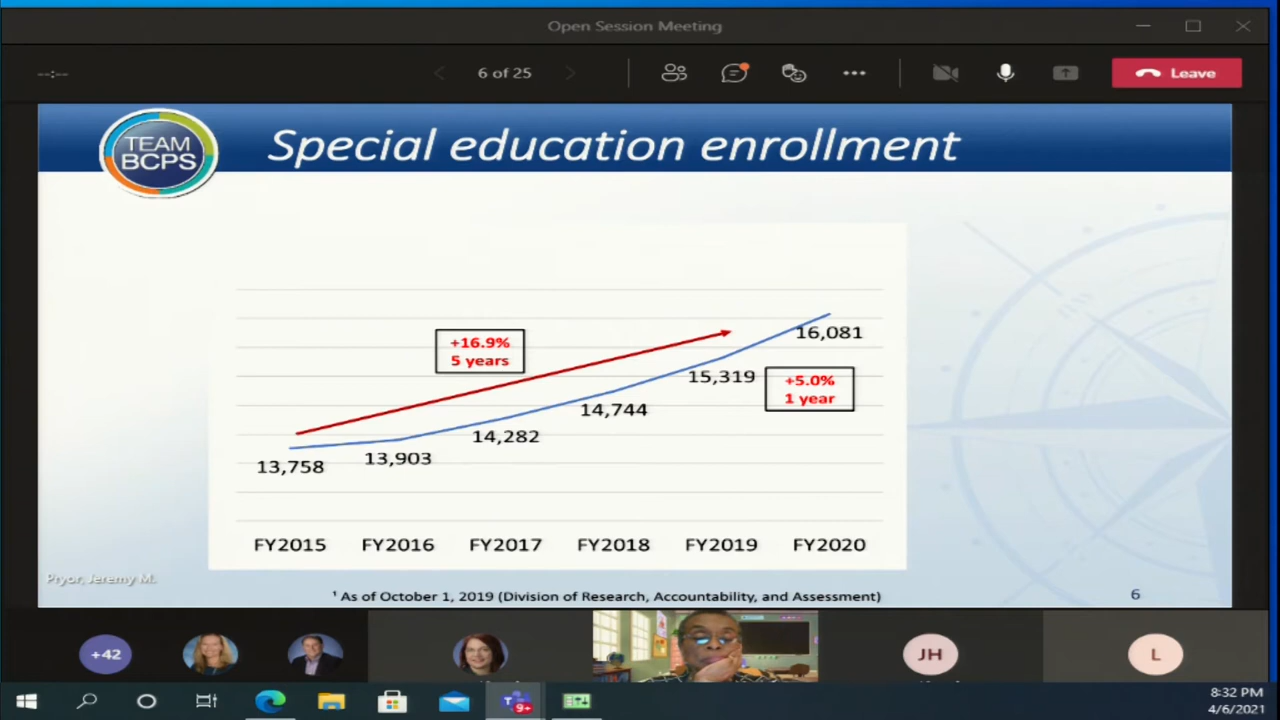 Open Session Meeting
--:--
6 of 25
Leave
TEAM
BCPS
Special education enrollment
+16.9%
5 years
16,081
15,319
+5.0%
1 year
14,744
14,282
13,903
13,758
FY2015 FY2016 FY2017 FY2018 FY2019 FY2020
Pryor, Jeremy M.
¹ As of October 1, 2019 (Division of Research, Accountability, and Assessment)
6
+42
JH
L
9+
8:32 PM
4/6/2021